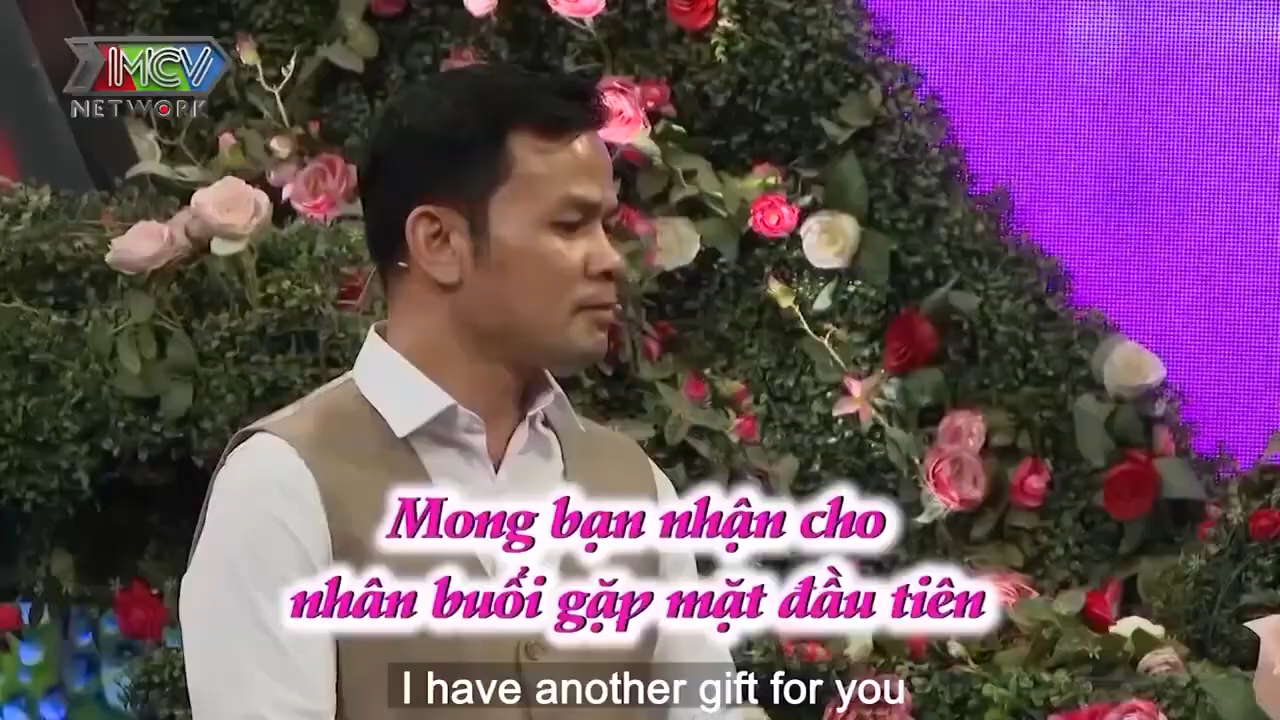 MCV
NETWORK
Mong bạn nhận cho
nhân buổi gặp mặt đầu tiên
I have another gift for you